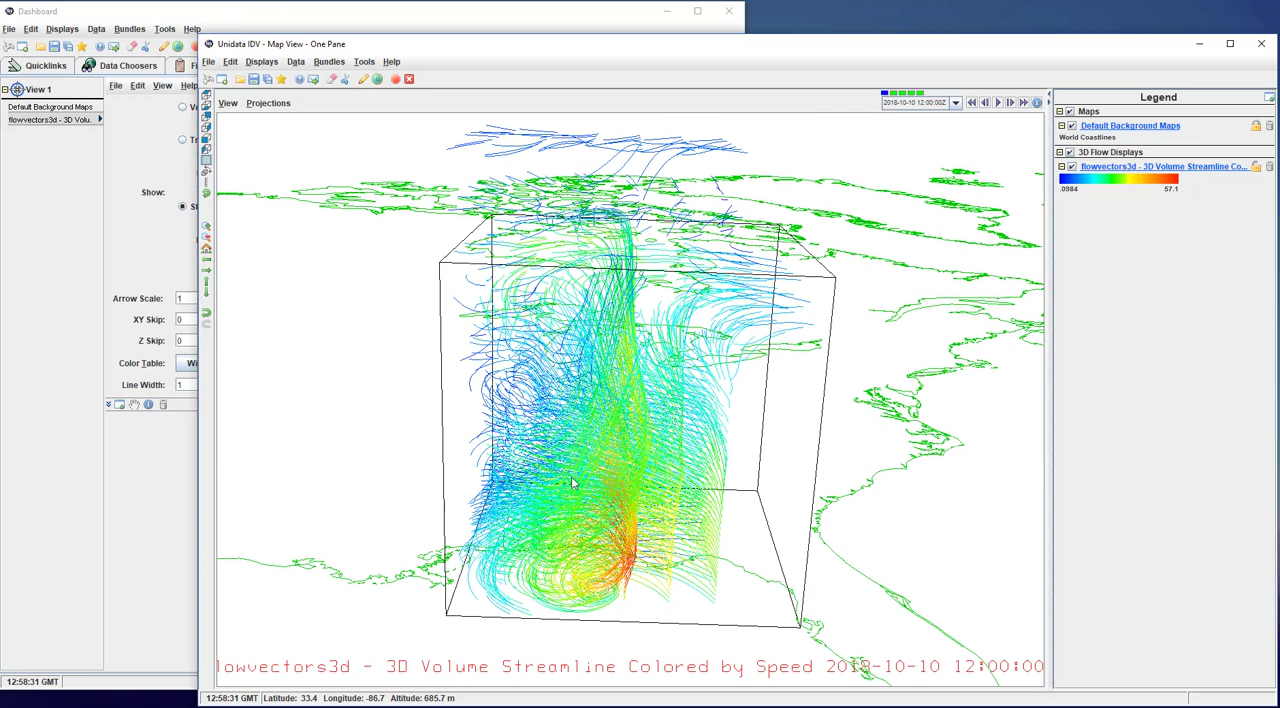 Dashboard
File Edit Displays Data Bundles Tools Help
Quicklinks
Data Choosers
Fi
View 1
Default Background Maps
flowvectors3d - 3D Volu.
File Edit View Help
Show:
Arrow Scale: 1
XY Skip: 0
Z Skip: 0
Color Table: Wi
Line Width: 1
12:58:31 GMT
Unidata IDV - Map View - One Pane
File Edit Displays Data Bundles Tools Help
View Projections
2018-10-10 12:00:00Z
lowvectors3d - 3D Volume Streamline Colored by Speed 2018-10-10 12:00:00
12:58:31 GMT Latitude: 33.4 Longitude: -86.7 Altitude: 685.7 m
Legend
Maps
Default Background Maps
World Coastlines
3D Flow Displays
flowvectors3d - 3D Volume Streamline Co...
.0984 57.1